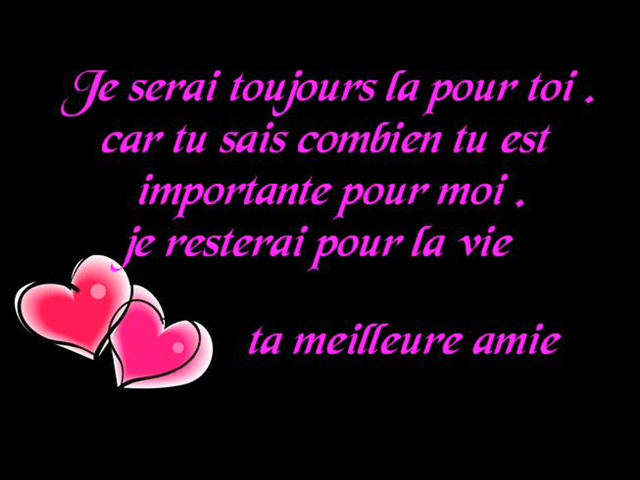 Je serai toujours la pour toi .
car tu sais combien tu est
importante pour moi .
je resterai pour la vie
ta meilleure amie